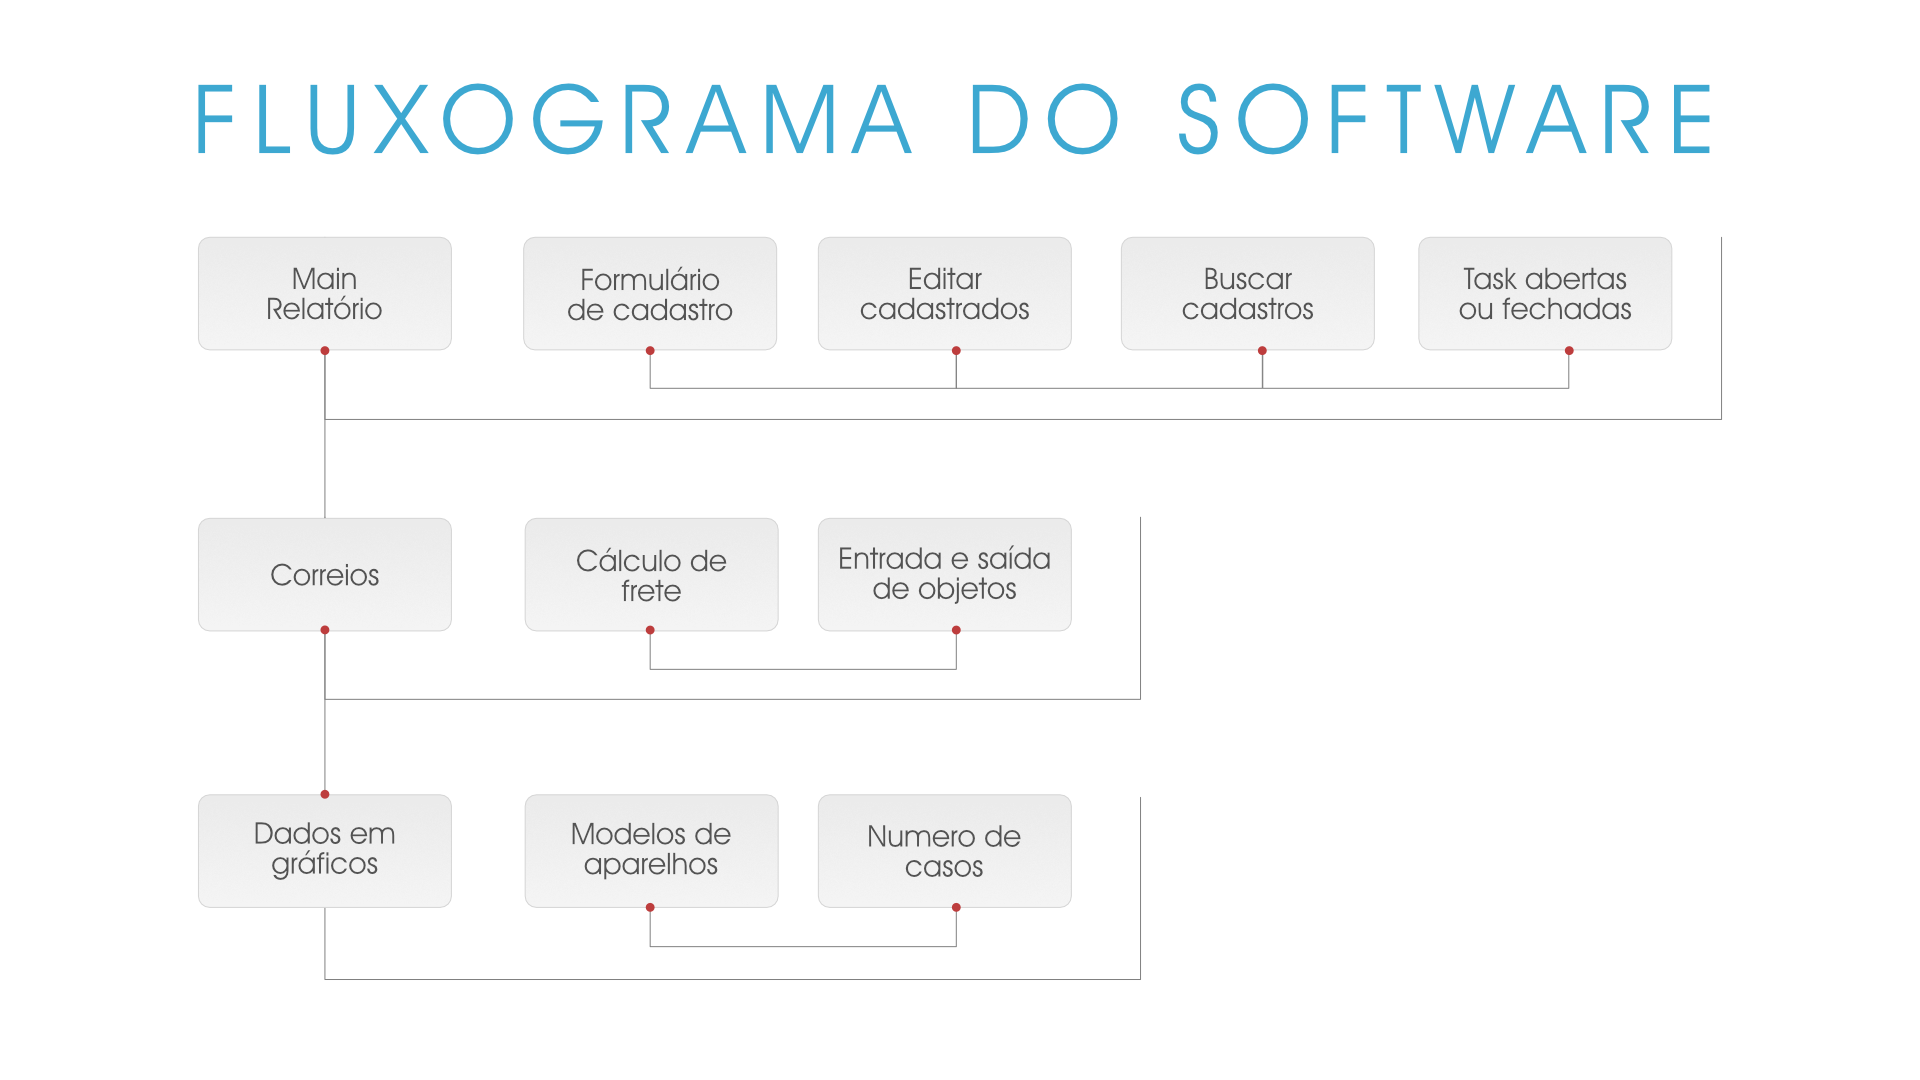 FLUXOGRAMA DO SOFTWARE
Main
Relatório
Formulário
de cadastro
Editar
cadastrados
Buscar
cadastros
Task abertas
ou fechadas
Correios
Cálculo de
frete
Entrada e saída
de objetos
Dados em
gráficos
Modelos de
aparelhos
Numero de
casos